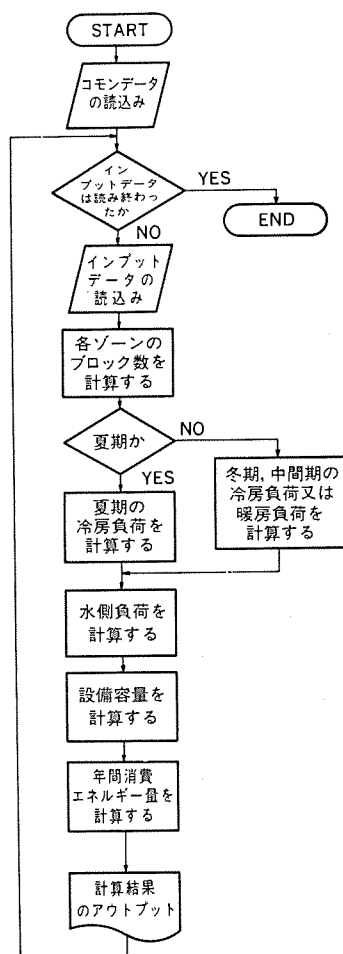 START
コモンデータ
の読込み
イン
プットデータ
は読み終わっ
たか
YES
END
NO
インプット
データの
読込み
各ゾーンの
ブロック数を
計算する
夏期か
NO
YES
夏期の
冷房負荷を
計算する
冬期,中間期の
冷房負荷又は
暖房負荷を
計算する
水側負荷を
計算する
設備容量を
計算する
年間消費
エネルギー量を
計算する
計算結果
のアウトプット